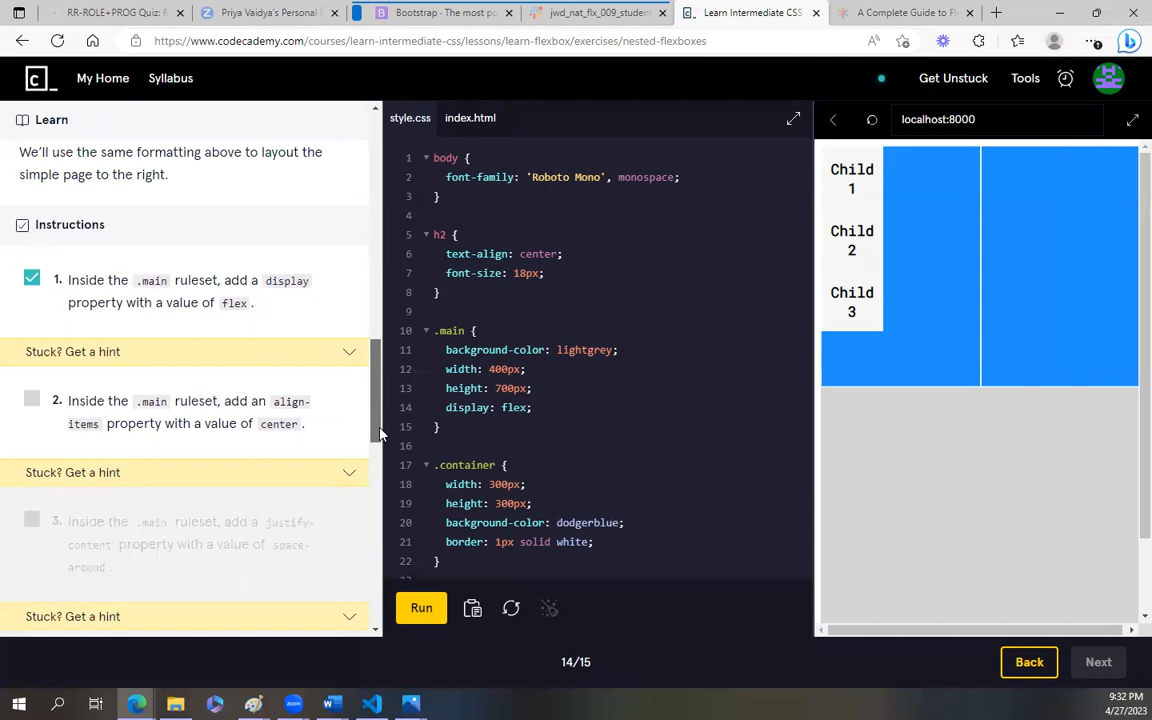 RR-ROLE+PROG Quiz: R
Priya Vaidya's Personal
Bootstrap · The most po
jwd_nat_flx_009_student
Learn Intermediate CSS
A Complete Guide to Fl
https://www.codecademy.com/courses/learn-intermediate-css/lessons/learn-flexbox/exercises/nested-flexboxes
My Home
Syllabus
Get Unstuck
Tools
Learn
We'll use the same formatting above to layout the
simple page to the right.
Instructions
1. Inside the .main ruleset, add a display
property with a value of flex.
Stuck? Get a hint
2. Inside the .main ruleset, add an align-
items property with a value of center.
Stuck? Get a hint
3. Inside the .main ruleset, add a justify-
content property with a value of space-
around.
Stuck? Get a hint
style.css
index.html
1 body {
2 font-family: 'Roboto Mono', monospace;
3 }
4
5 h2 {
6 text-align: center;
7 font-size: 18px;
8 }
9
10 .main {
11 background-color: lightgrey;
12 width: 400px;
13 height: 700px;
14 display: flex;
15 }
16
17 .container {
18 width: 300px;
19 height: 300px;
20 background-color: dodgerblue;
21 border: 1px solid white;
22 }
Run
localhost:8000
Child
1
Child
2
Child
3
14/15
Back
Next
9:32 PM
4/27/2023